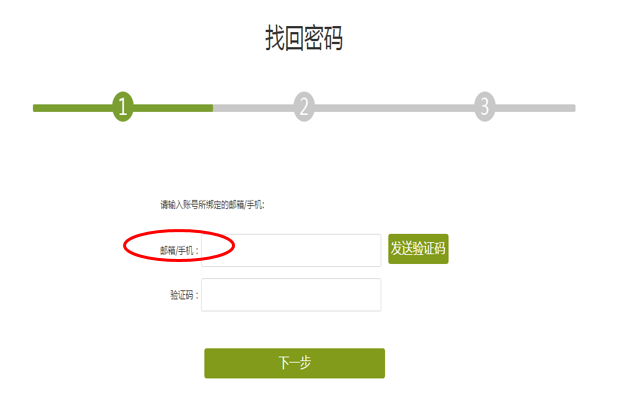 找回密码
1 2 3
请输入账号所绑定的邮箱/手机:
邮箱/手机： 发送验证码
验证码：
下一步